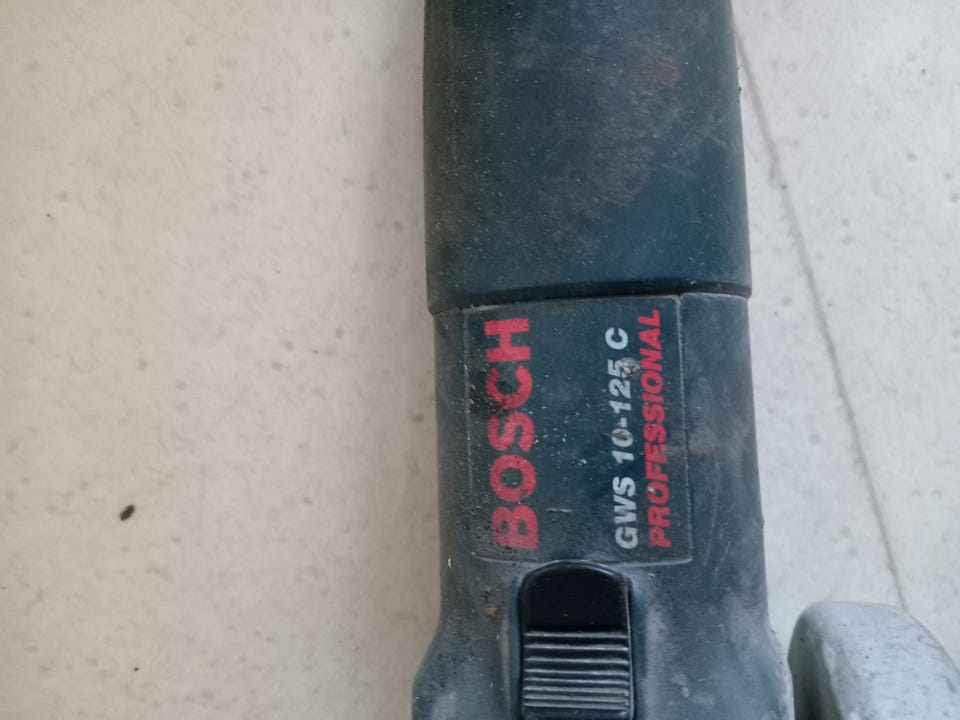 BOSCH
GWS 10-125 C
PROFESSIONAL